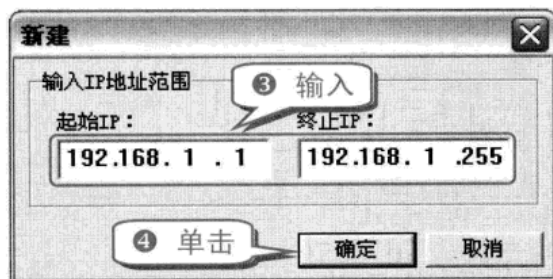 新建
输入IP地址范围
❸ 输入
起始IP：
终止IP：
192.168. 1 . 1
192.168. 1 .255
❹ 单击
确定
取消